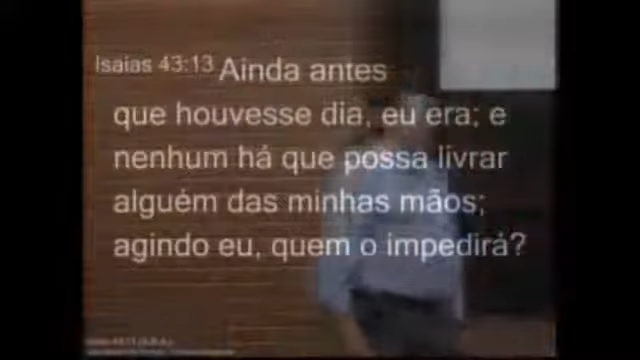 Isaías 43:13 Ainda antes
que houvesse dia, eu era; e
nenhum há que possa livrar
alguém das minhas mãos;
agindo eu, quem o impedirá?